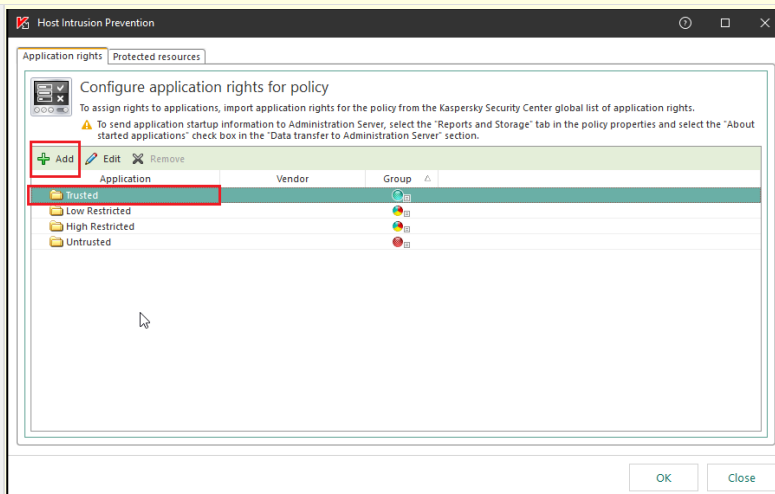 Host Intrusion Prevention
Application rights Protected resources
Configure application rights for policy
To assign rights to applications, import application rights for the policy from the Kaspersky Security Center global list of application rights.
To send application startup information to Administration Server, select the "Reports and Storage" tab in the policy properties and select the "About
started applications" check box in the "Data transfer to Administration Server" section.
Add Edit Remove
Application Vendor Group
Trusted
Low Restricted
High Restricted
Untrusted
OK Close